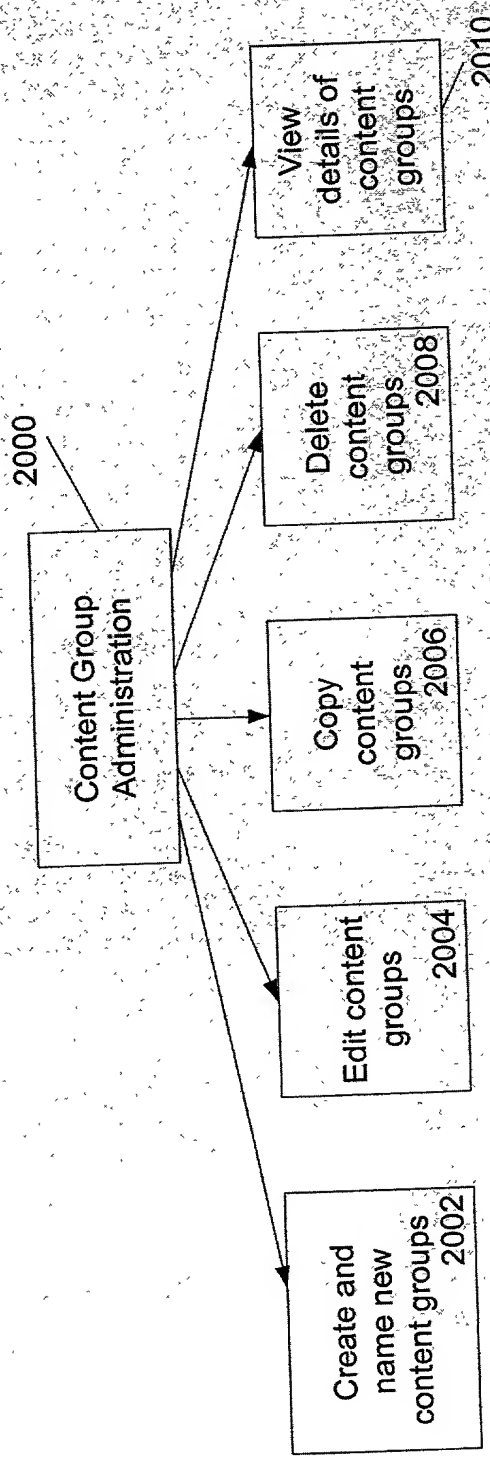 2000
Content Group
Administration
Create and
name new
content groups
2002
Edit content
groups
2004
Copy
content
groups
2006
Delete
content
groups
2008
View
details of
content
groups
2010